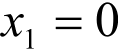 x₁ = 0